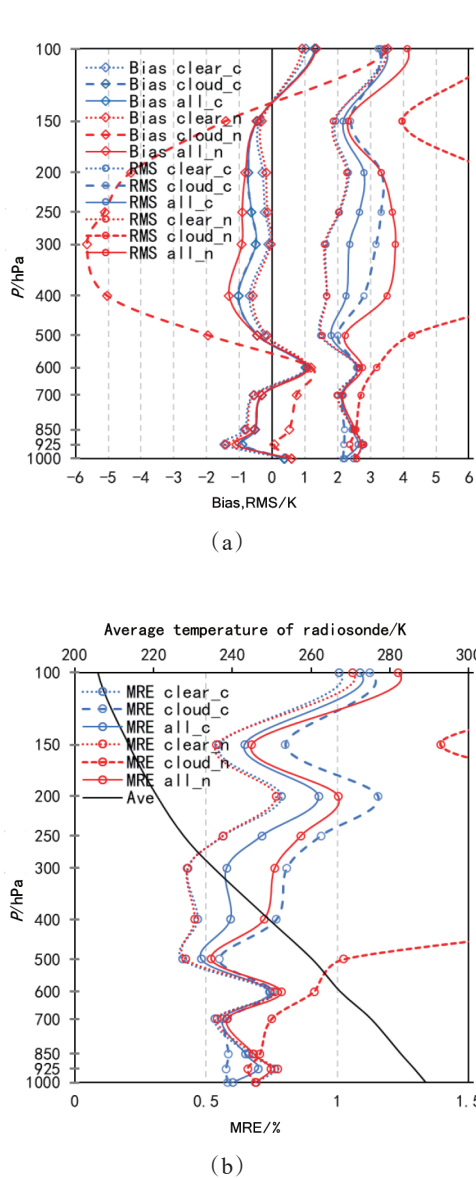 100
Bias clear_c
Bias cloud_c
Bias all_c
150
Bias clear_n
Bias cloud_n
Bias all_n
200
RMS clear_c
RMS cloud_c
RMS all_c
250
RMS clear_n
RMS cloud_n
300
RMS all_n
P/hPa
400
500
600
700
850
925
1000
−6 −5 −4 −3 −2 −1 0 1 2 3 4 5 6
Bias,RMS/K
(a)
Average temperature of radiosonde/K
200 220 240 260 280 300
100
MRE clear_c
MRE cloud_c
MRE all_c
150
MRE clear_n
MRE cloud_n
MRE all_n
200
Ave
250
300
P/hPa
400
500
600
700
850
925
1000
0 0.5 1 1.5
MRE/%
(b)